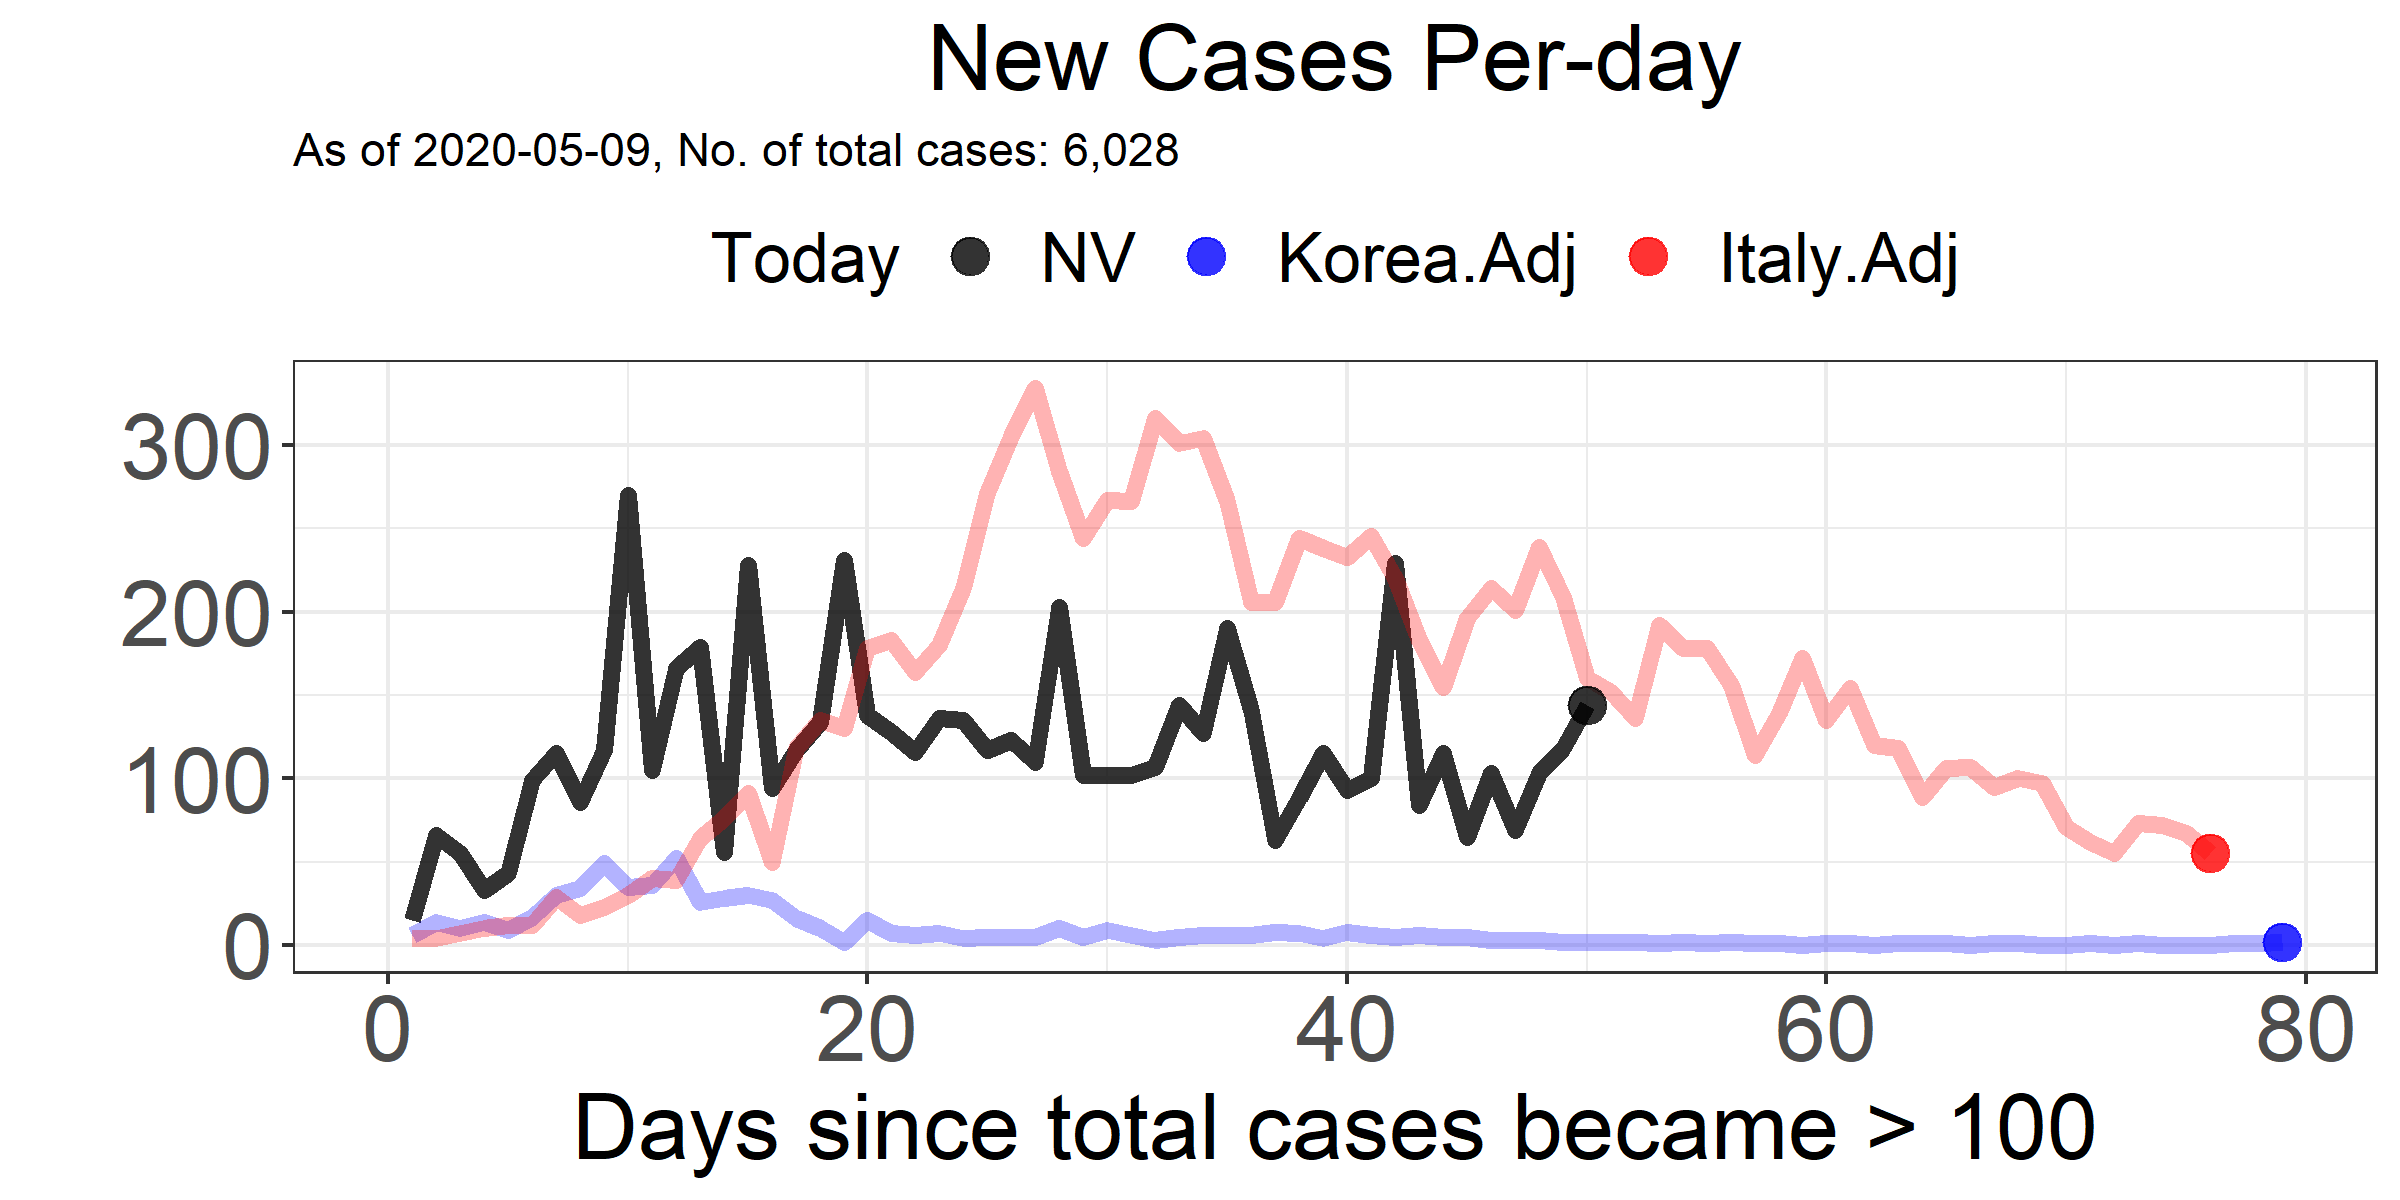 New Cases Per-day
As of 2020-05-09, No. of total cases: 6,028
Today NV Korea.Adj Italy.Adj
300
200
100
0
0 20 40 60 80
Days since total cases became > 100